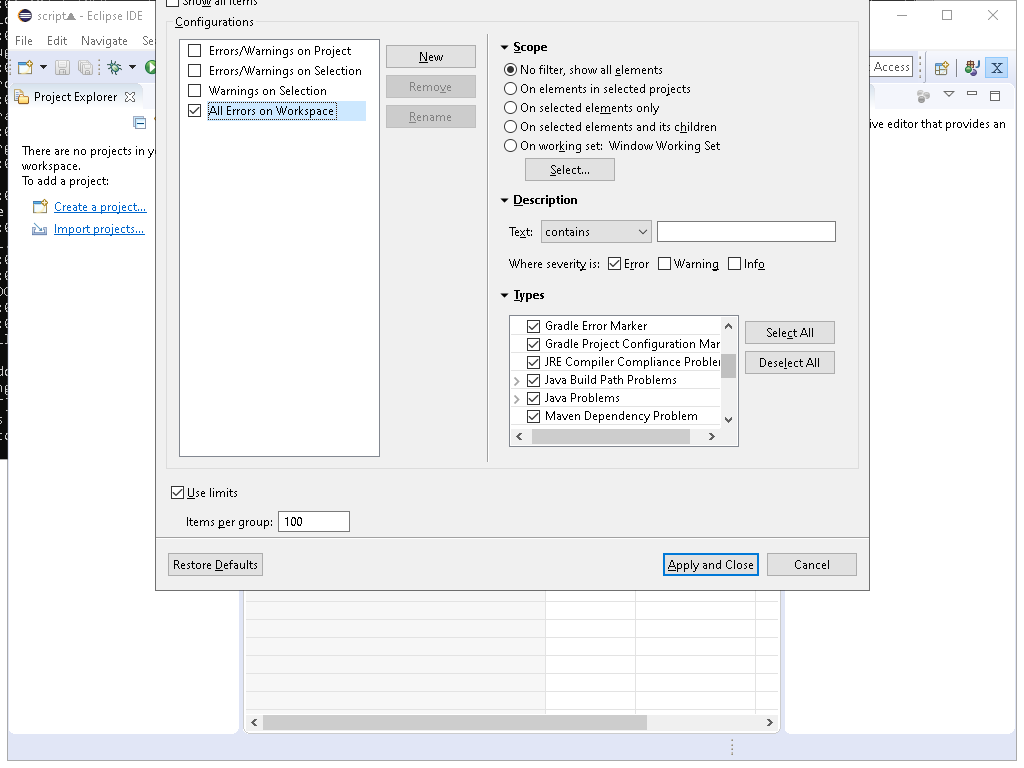 Show all items
script - Eclipse IDE
Configurations
File Edit Navigate Se
Errors/Warnings on Project
Errors/Warnings on Selection
Warnings on Selection
All Errors on Workspace
New
Remove
Rename
Scope
No filter, show all elements
On elements in selected projects
On selected elements only
On selected elements and its children
On working set: Window Working Set
Select...
Access
Project Explorer
ive editor that provides an
There are no projects in y
workspace.
To add a project:
Create a project...
Import projects...
Description
Text: contains
Where severity is: Error Warning Info
Types
Gradle Error Marker
Gradle Project Configuration Mar
JRE Compiler Compliance Probler
Java Build Path Problems
Java Problems
Maven Dependency Problem
Select All
Deselect All
Use limits
Items per group: 100
Restore Defaults
Apply and Close
Cancel